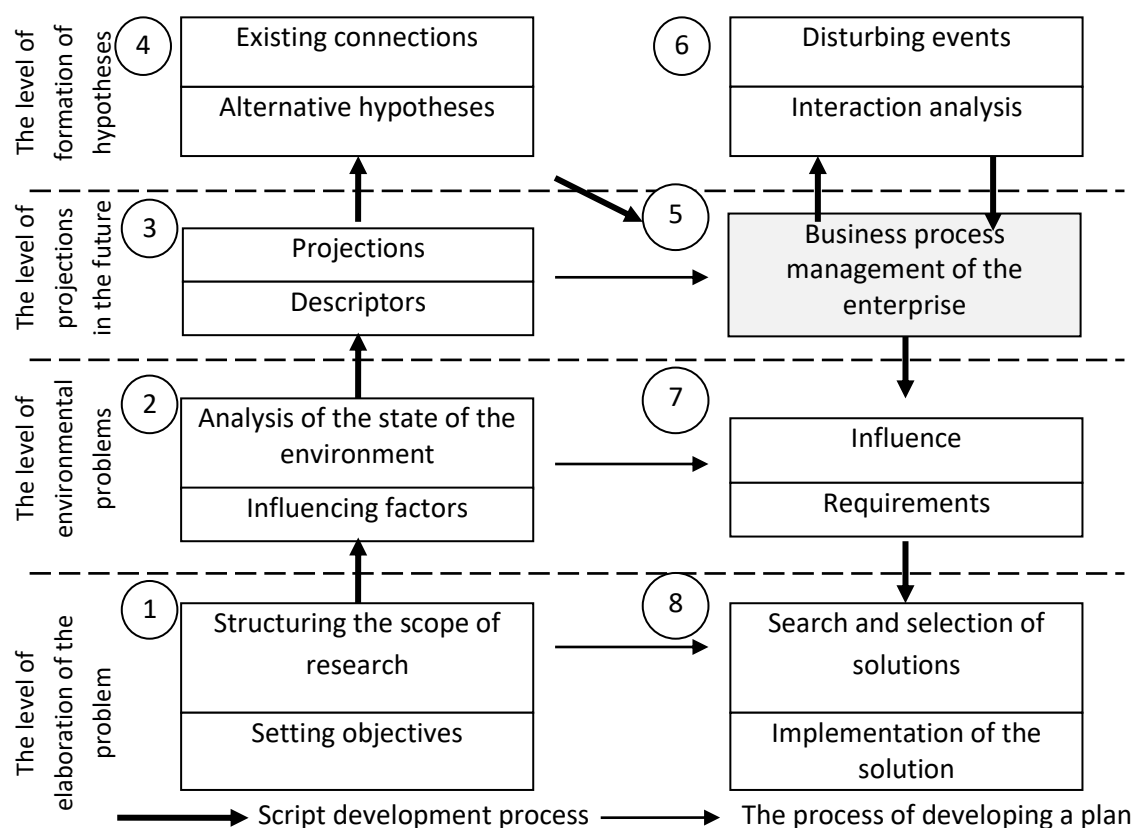 The level of
formation of
hypotheses
4
Existing connections
Alternative hypotheses
6
Disturbing events
Interaction analysis
The level of
projections
in the future
3
Projections
Descriptors
5
Business process
management of the
enterprise
The level of
environmental
problems
2
Analysis of the state of the
environment
Influencing factors
7
Influence
Requirements
The level of
elaboration of the
problem
1
Structuring the scope of
research
Setting objectives
8
Search and selection of
solutions
Implementation of the
solution
Script development process
The process of developing a plan